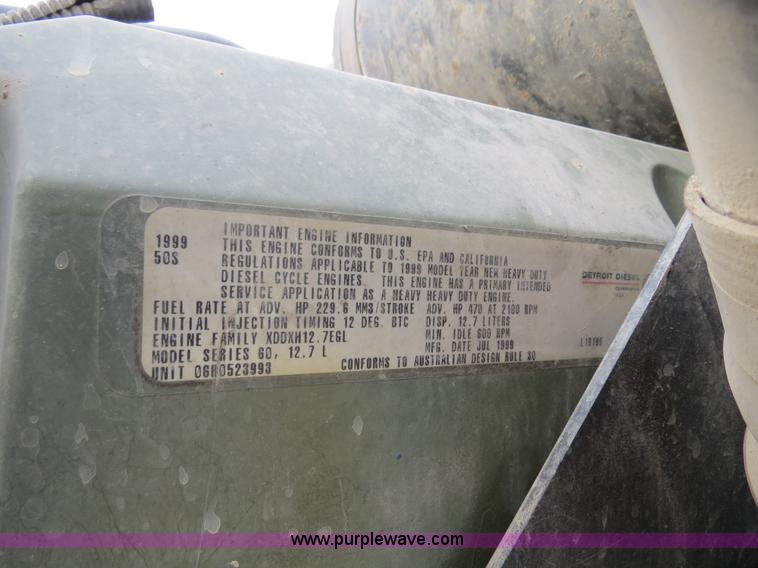 1999
50S
IMPORTANT ENGINE INFORMATION
THIS ENGINE CONFORMS TO U.S. EPA AND CALIFORNIA
REGULATIONS APPLICABLE TO 1999 MODEL YEAR NEW HEAVY DUTY
DIESEL CYCLE ENGINES. THIS ENGINE HAS A PRIMARY INTENDED
SERVICE APPLICATION AS A HEAVY HEAVY DUTY ENGINE.
FUEL RATE AT ADV. HP 229.6 MM3/STROKE ADV. HP 470 AT 2100 RPM
INITIAL INJECTION TIMING 12 DEG. BTC DISP. 12.7 LITERS
ENGINE FAMILY XDDXH12.7EGL MIN. IDLE 600 RPM
MODEL SERIES 60, 12.7 L MFG. DATE JUL 1999
UNIT 06R0523993 CONFORMS TO AUSTRALIAN DESIGN RULE 30
DETROIT DIESEL
www.purplewave.com